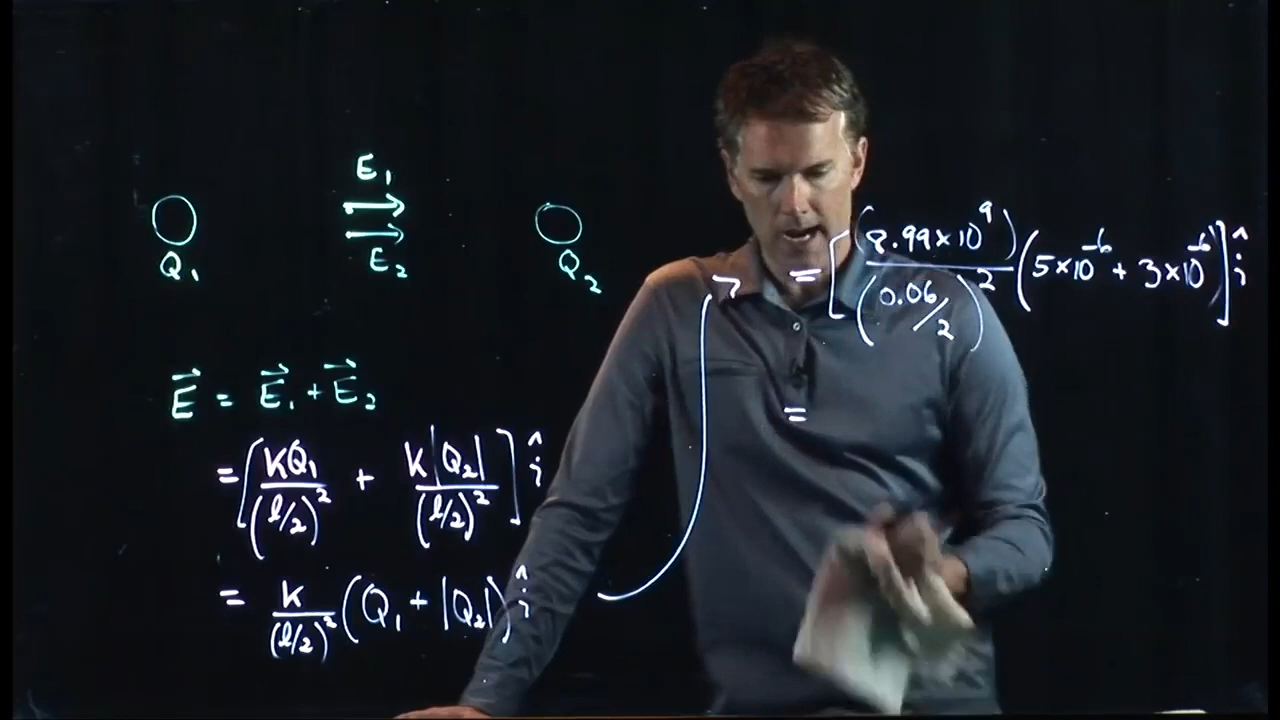 E₁
Q₁ E₂ Q₂
E⃗ = E⃗₁ + E⃗₂
= [kQ₁/(l/2)² + k|Q₂|/(l/2)²] î
= k/(l/2)² (Q₁ + |Q₂|) î
= [(8.99×10⁹)/(0.06/2)² (5×10⁻⁶ + 3×10⁻⁶)] î
=